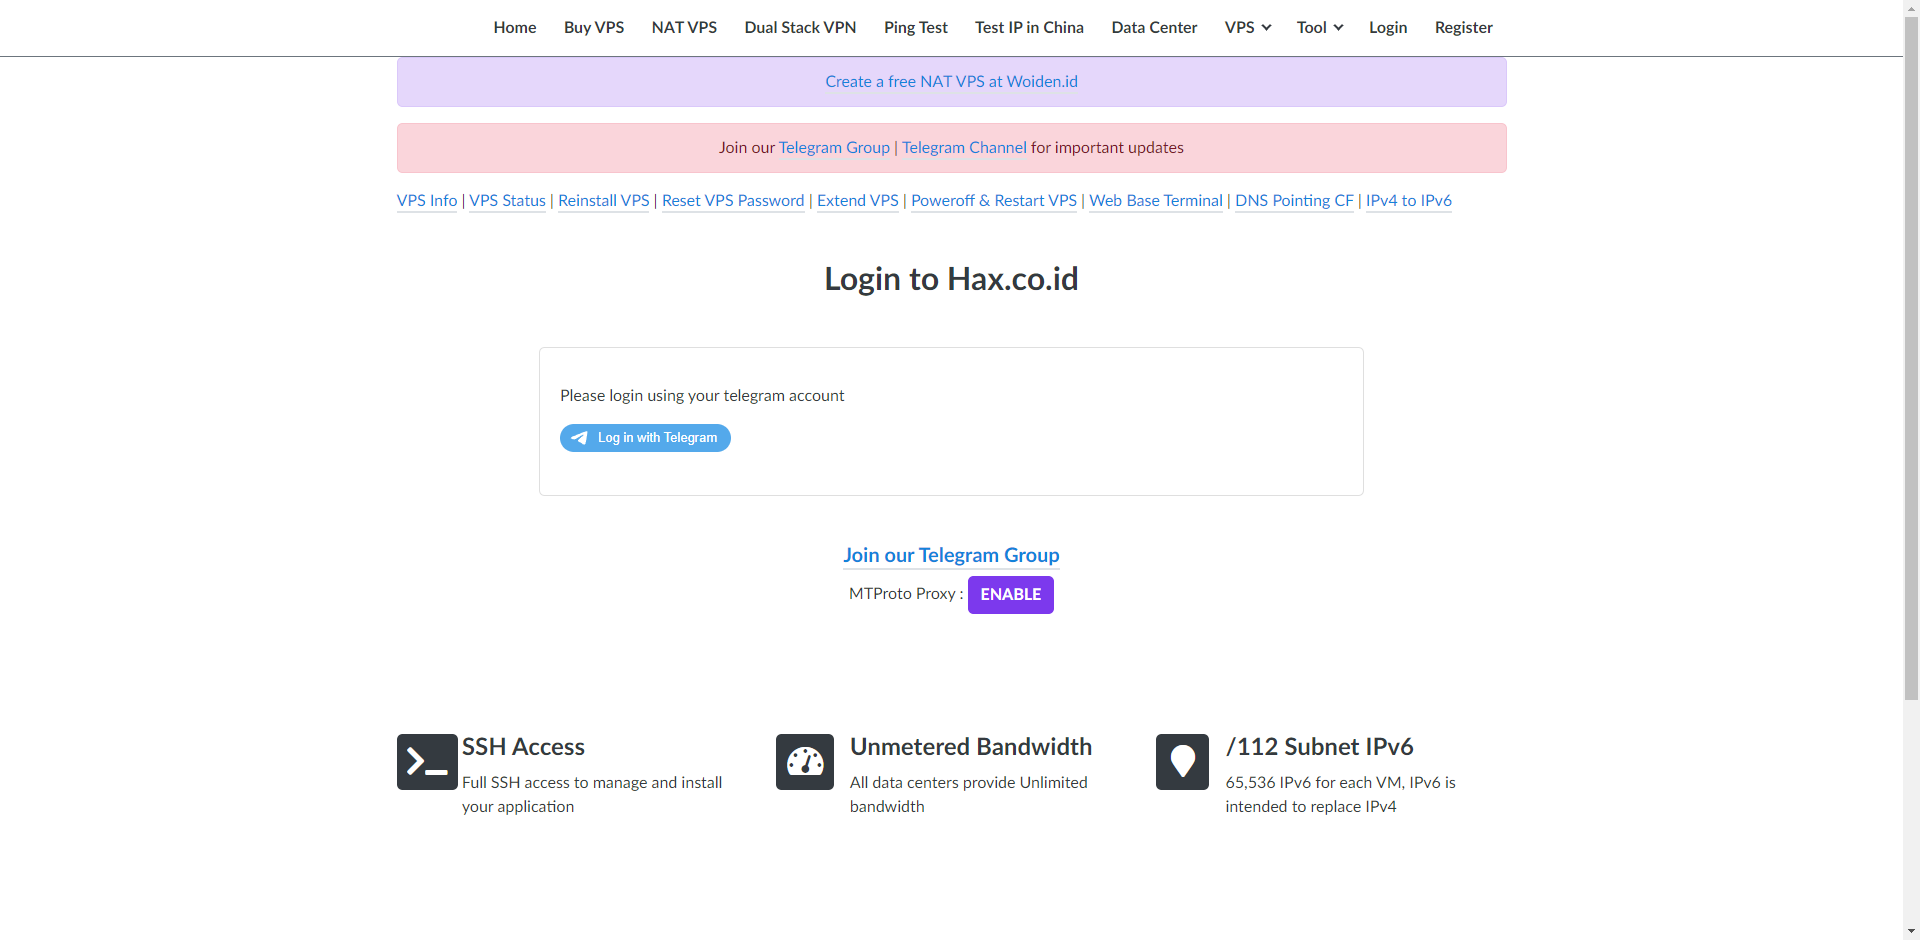 Home Buy VPS NAT VPS Dual Stack VPN Ping Test Test IP in China Data Center VPS Tool Login Register
Create a free NAT VPS at Woiden.id
Join our Telegram Group | Telegram Channel for important updates
VPS Info | VPS Status | Reinstall VPS | Reset VPS Password | Extend VPS | Poweroff & Restart VPS | Web Base Terminal | DNS Pointing CF | IPv4 to IPv6
Login to Hax.co.id
Please login using your telegram account
Log in with Telegram
Join our Telegram Group
MTProto Proxy : ENABLE
SSH Access
Full SSH access to manage and install
your application
Unmetered Bandwidth
All data centers provide Unlimited
bandwidth
/112 Subnet IPv6
65,536 IPv6 for each VM, IPv6 is
intended to replace IPv4